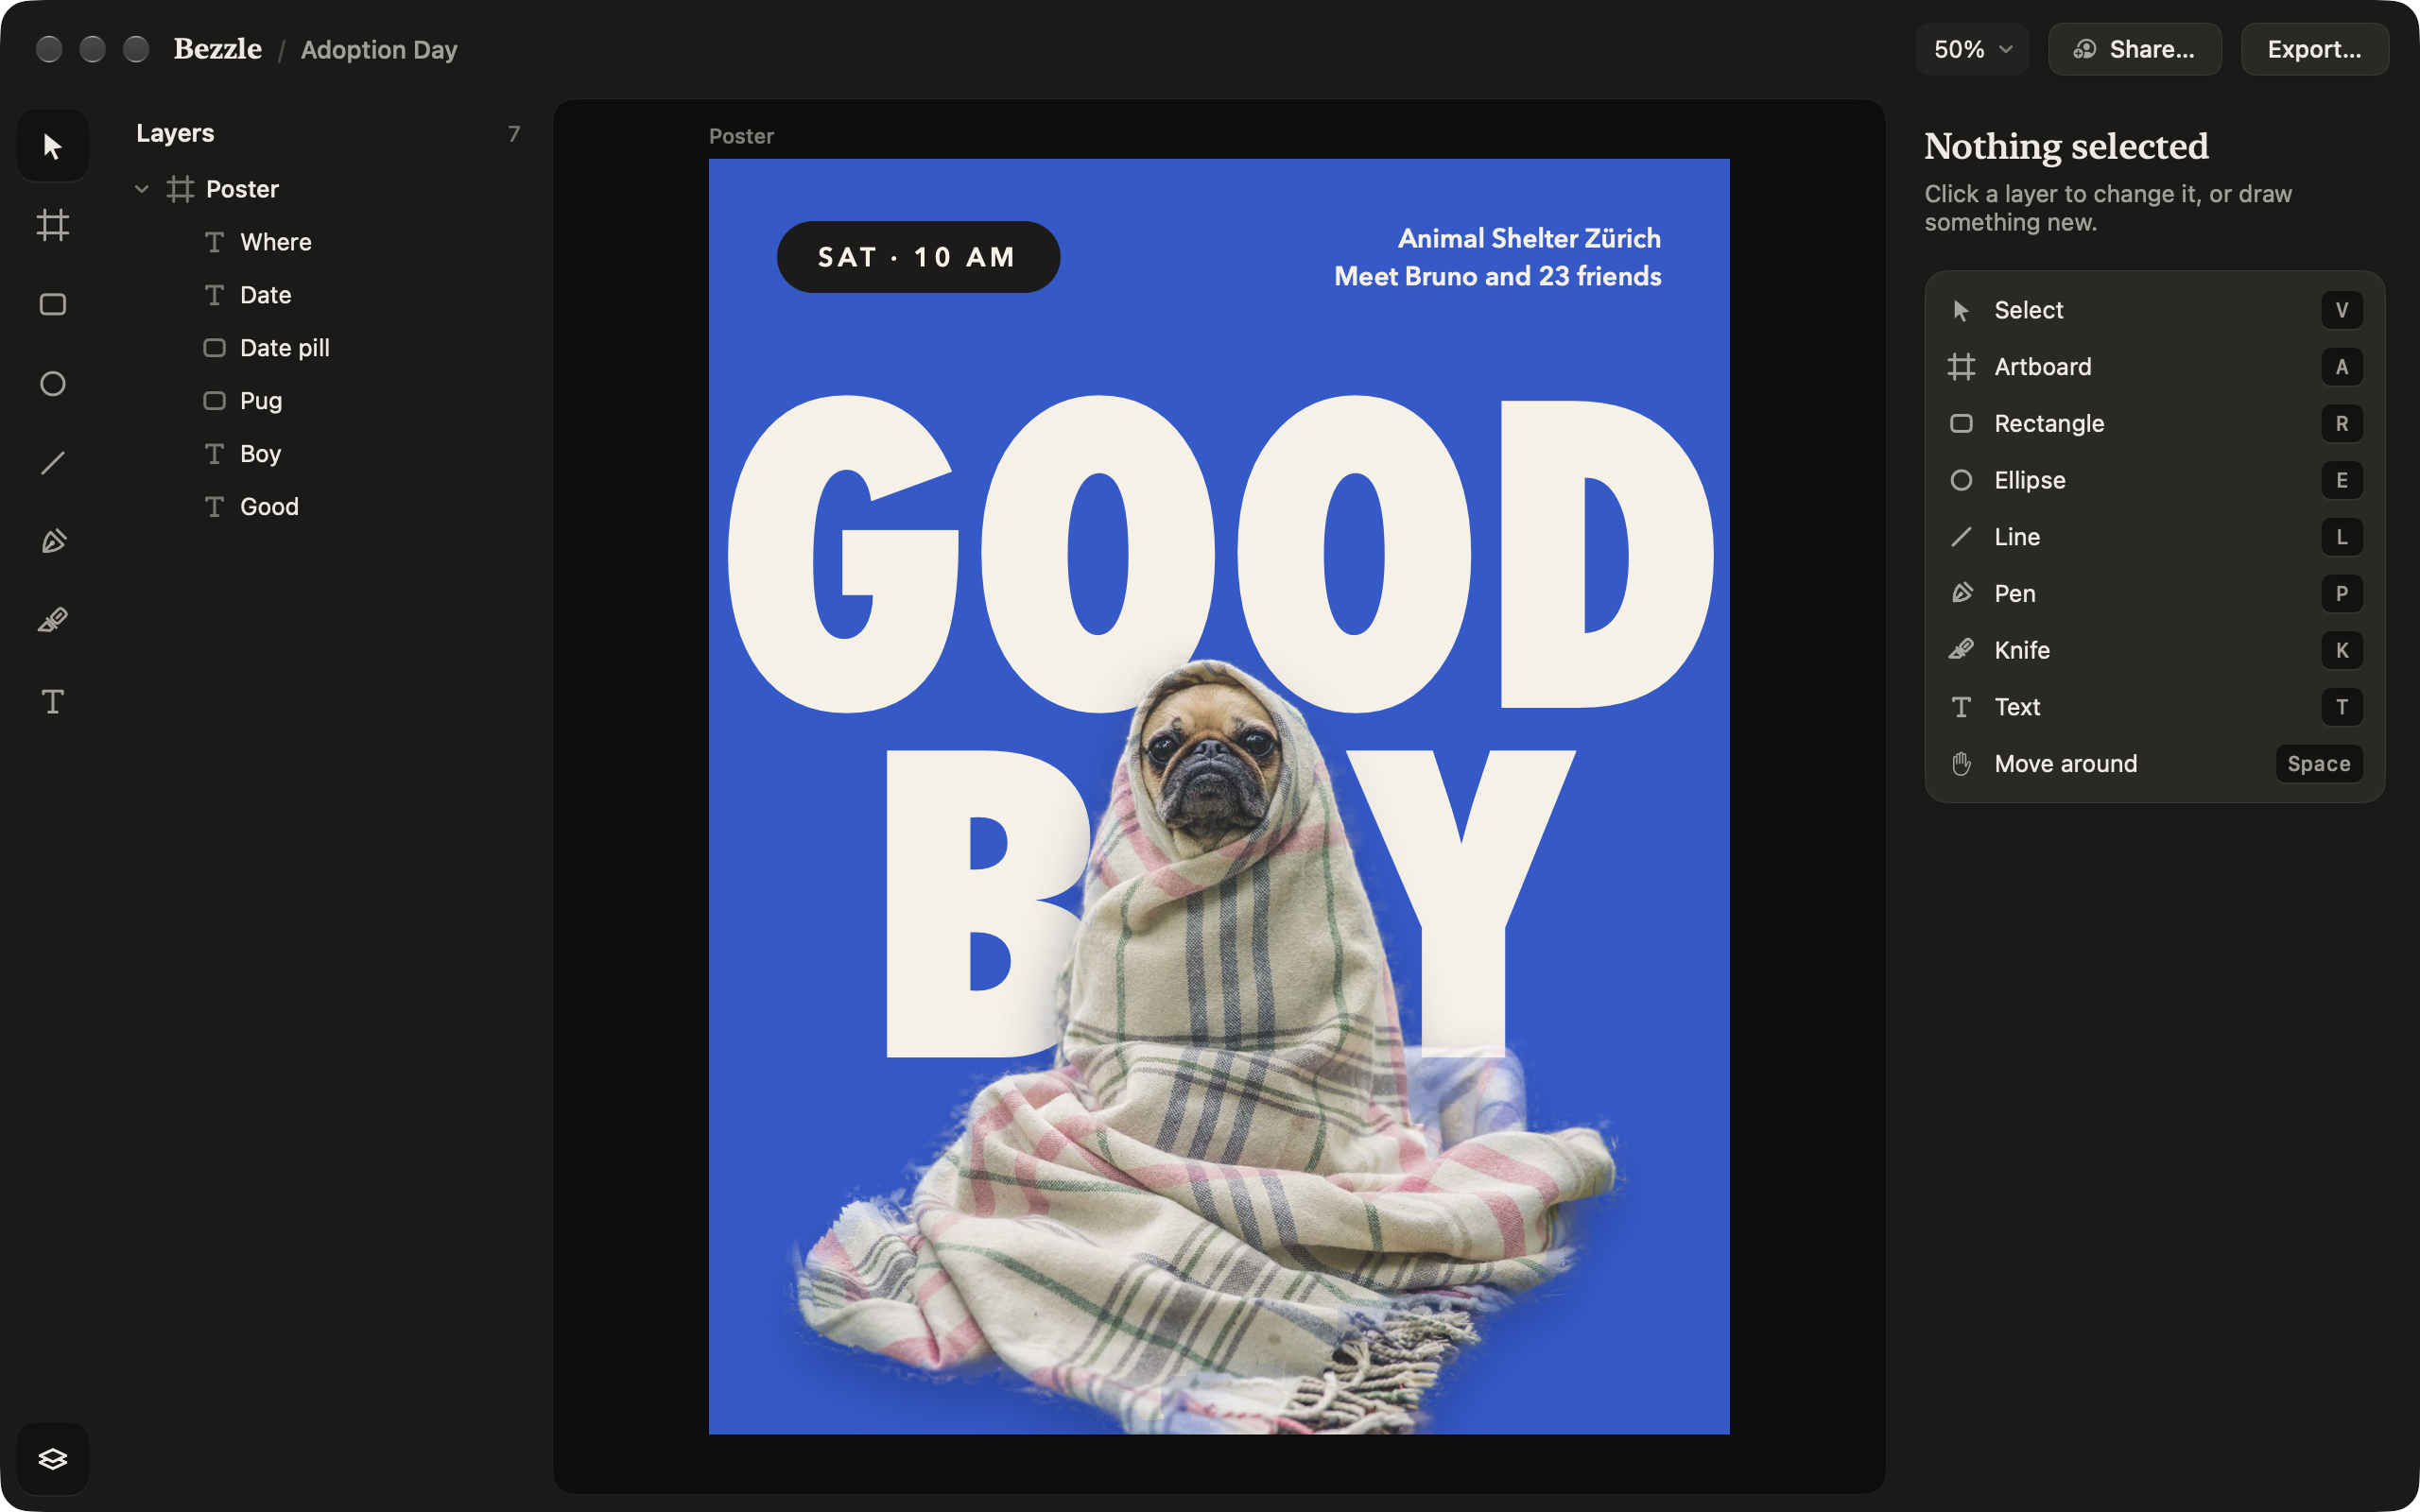 Bezzle / Adoption Day
50%
Share...
Export...
Layers
7
Poster
Where
Date
Date pill
Pug
Boy
Good
Poster
SAT · 10 AM
Animal Shelter Zürich
Meet Bruno and 23 friends
GOOD
B Y
Nothing selected
Click a layer to change it, or draw
something new.
Select V
Artboard A
Rectangle R
Ellipse E
Line L
Pen P
Knife K
Text T
Move around Space